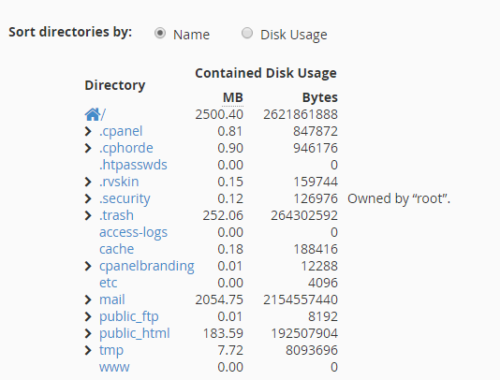 Sort directories by: Name Disk Usage
Contained Disk Usage
Directory
MB Bytes
/ 2500.40 2621861888
.cpanel 0.81 847872
.cphorde 0.90 946176
.htpasswds 0.00 0
.rvskin 0.15 159744
.security 0.12 126976 Owned by “root”.
.trash 252.06 264302592
access-logs 0.00 0
cache 0.18 188416
cpanelbranding 0.01 12288
etc 0.00 4096
mail 2054.75 2154557440
public_ftp 0.01 8192
public_html 183.59 192507904
tmp 7.72 8093696
www 0.00 0